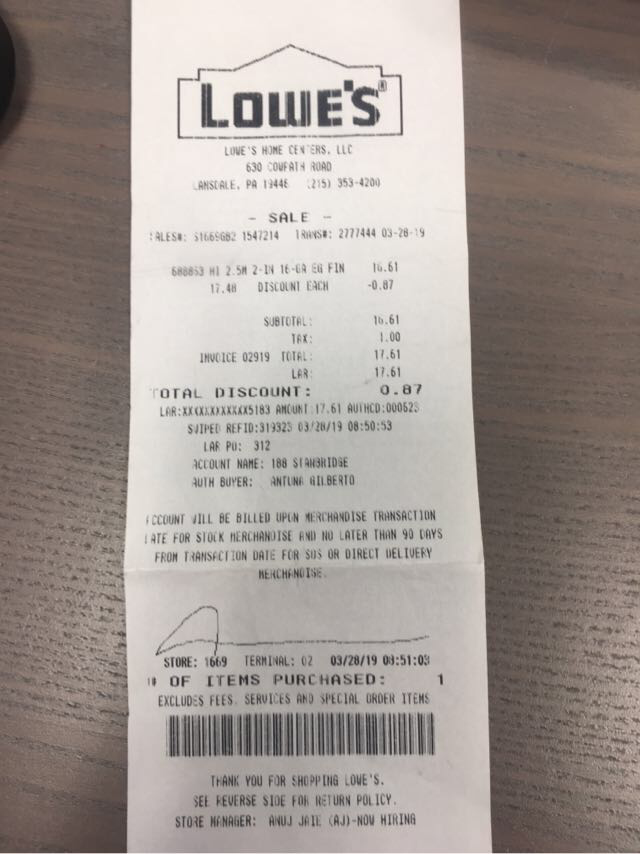 LOWE'S®
LOWE'S HOME CENTERS, LLC
630 COWPATH ROAD
LANSDALE, PA 19446 (215) 353-4200
- SALE -
SALES#: S1669GB2 1547214 TRANS#: 2777444 03-28-19
HI 2.5M 2-IN 16-GA EG FIN 16.61
17.48 DISCOUNT EACH -0.87
SUBTOTAL: 16.61
TAX: 1.00
INVOICE 02919 TOTAL: 17.61
LAR: 17.61
TOTAL DISCOUNT: 0.87
LAR:XXXXXXXXXXXX5183 AMOUNT:17.61 AUTHCD:000623
SWIPED REFID:319323 03/28/19 08:50:53
LAR PO: 312
ACCOUNT NAME: 188 STANBRIDGE
AUTH BUYER: ANTUNA GILBERTO
ACCOUNT WILL BE BILLED UPON MERCHANDISE TRANSACTION
DATE FOR STOCK MERCHANDISE AND NO LATER THAN 90 DAYS
FROM TRANSACTION DATE FOR SOS OR DIRECT DELIVERY
MERCHANDISE.
STORE: 1669 TERMINAL: 02 03/28/19 08:51:03
# OF ITEMS PURCHASED: 1
EXCLUDES FEES, SERVICES AND SPECIAL ORDER ITEMS
THANK YOU FOR SHOPPING LOWE'S.
SEE REVERSE SIDE FOR RETURN POLICY.
STORE MANAGER: ANUJ JAIE (AJ)-NOW HIRING